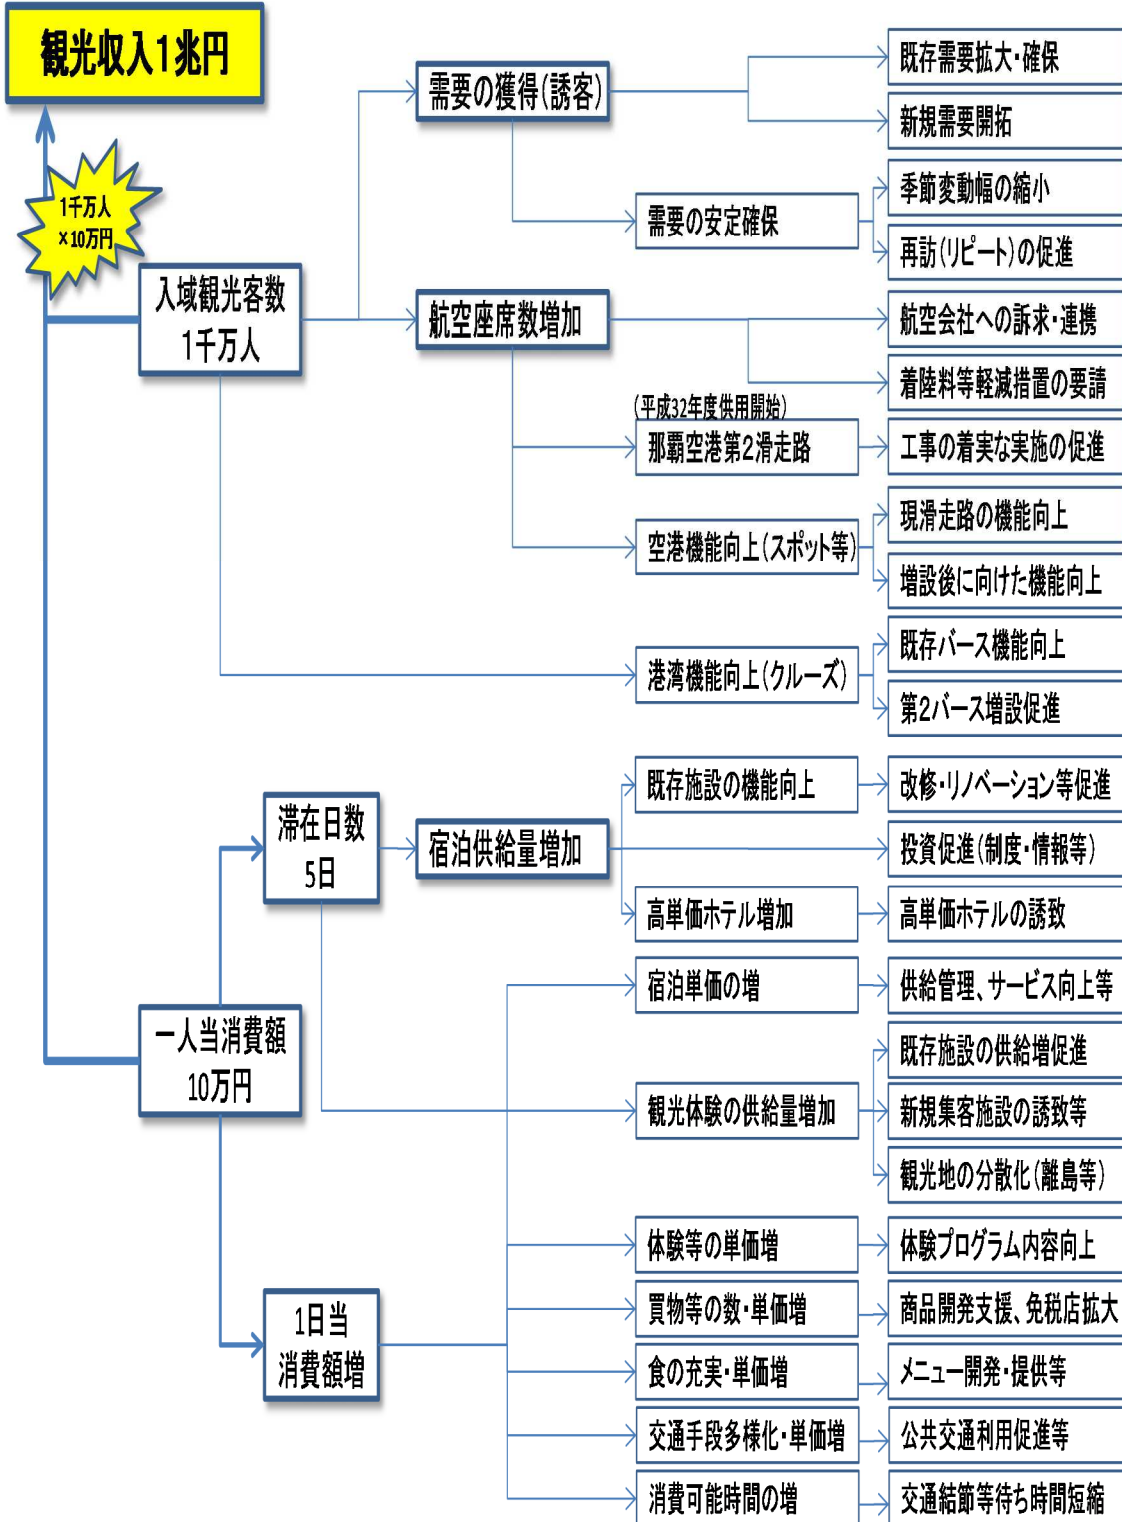 観光収入1兆円
1千万人
×10万円
入域観光客数
1千万人
需要の獲得(誘客)
既存需要拡大・確保
新規需要開拓
需要の安定確保
季節変動幅の縮小
再訪(リピート)の促進
航空座席数増加
航空会社への訴求・連携
着陸料等軽減措置の要請
(平成32年度供用開始)
那覇空港第2滑走路
工事の着実な実施の促進
空港機能向上(スポット等)
現滑走路の機能向上
増設後に向けた機能向上
港湾機能向上(クルーズ)
既存バース機能向上
第2バース増設促進
一人当消費額
10万円
滞在日数
5日
宿泊供給量増加
既存施設の機能向上
改修・リノベーション等促進
投資促進(制度・情報等)
高単価ホテル増加
高単価ホテルの誘致
宿泊単価の増
供給管理、サービス向上等
観光体験の供給量増加
既存施設の供給増促進
新規集客施設の誘致等
観光地の分散化(離島等)
1日当
消費額増
体験等の単価増
体験プログラム内容向上
買物等の数・単価増
商品開発支援、免税店拡大
食の充実・単価増
メニュー開発・提供等
交通手段多様化・単価増
公共交通利用促進等
消費可能時間の増
交通結節等待ち時間短縮